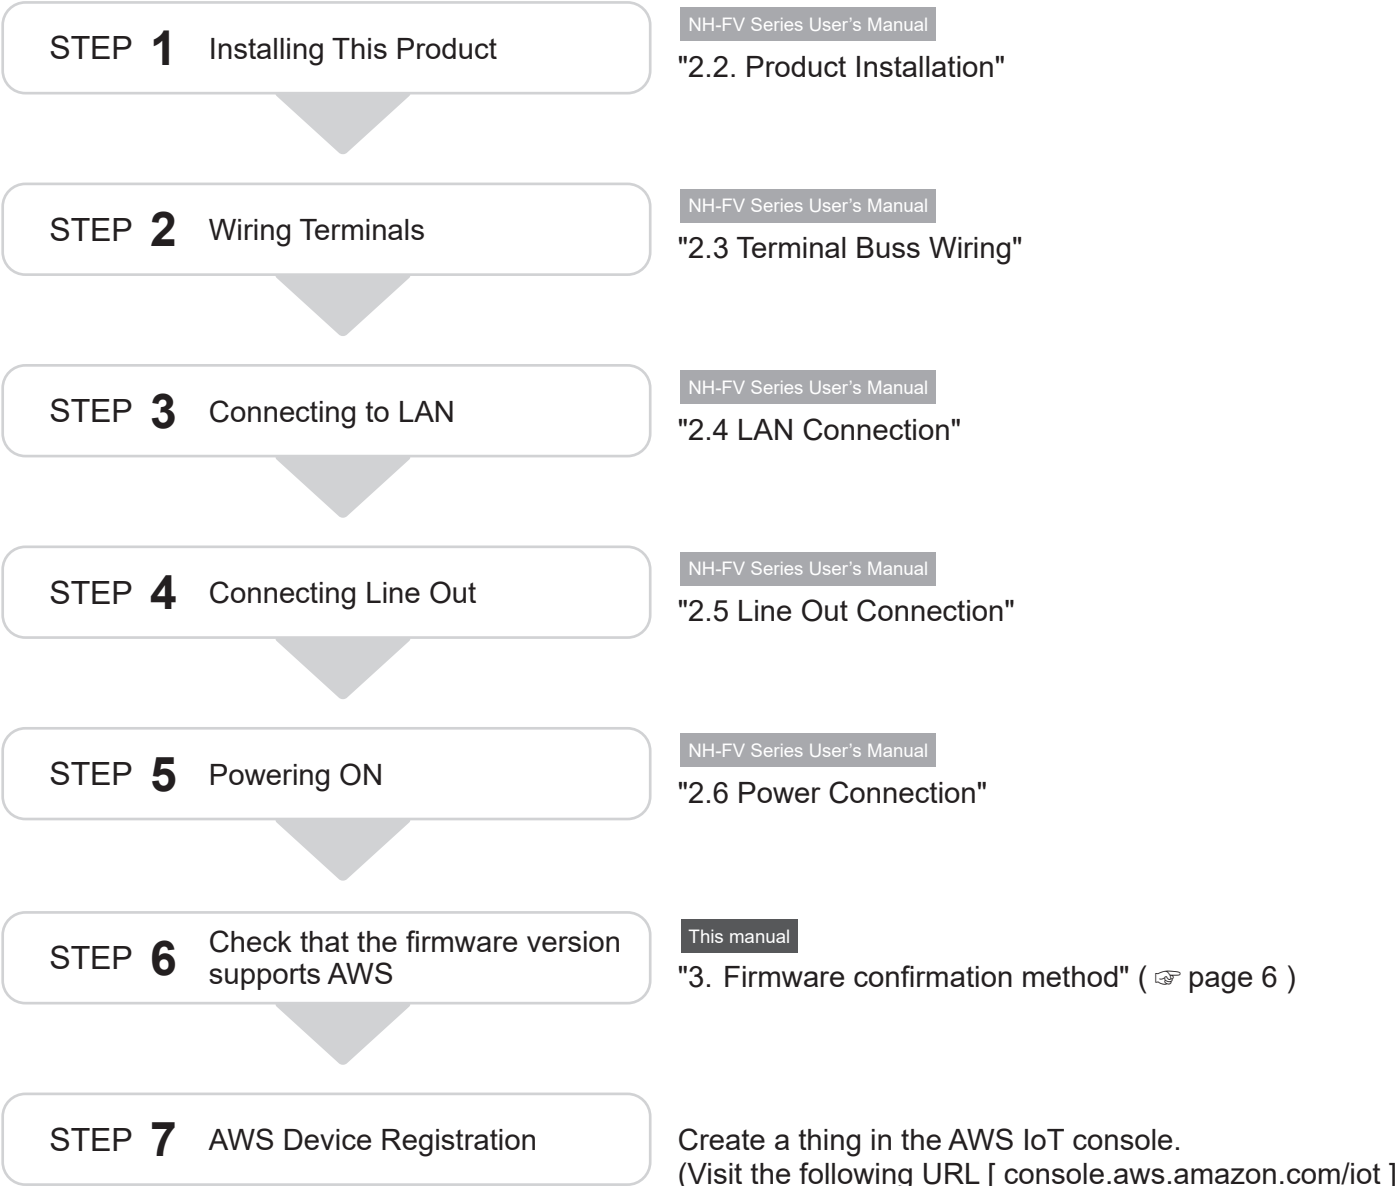 STEP 1 Installing This Product
NH-FV Series User’s Manual
"2.2. Product Installation"
STEP 2 Wiring Terminals
NH-FV Series User’s Manual
"2.3 Terminal Buss Wiring"
STEP 3 Connecting to LAN
NH-FV Series User’s Manual
"2.4 LAN Connection"
STEP 4 Connecting Line Out
NH-FV Series User’s Manual
"2.5 Line Out Connection"
STEP 5 Powering ON
NH-FV Series User’s Manual
"2.6 Power Connection"
STEP 6 Check that the firmware version
supports AWS
This manual
"3. Firmware confirmation method" ( ☞ page 6 )
STEP 7 AWS Device Registration
Create a thing in the AWS IoT console.
(Visit the following URL [ console.aws.amazon.com/iot ]